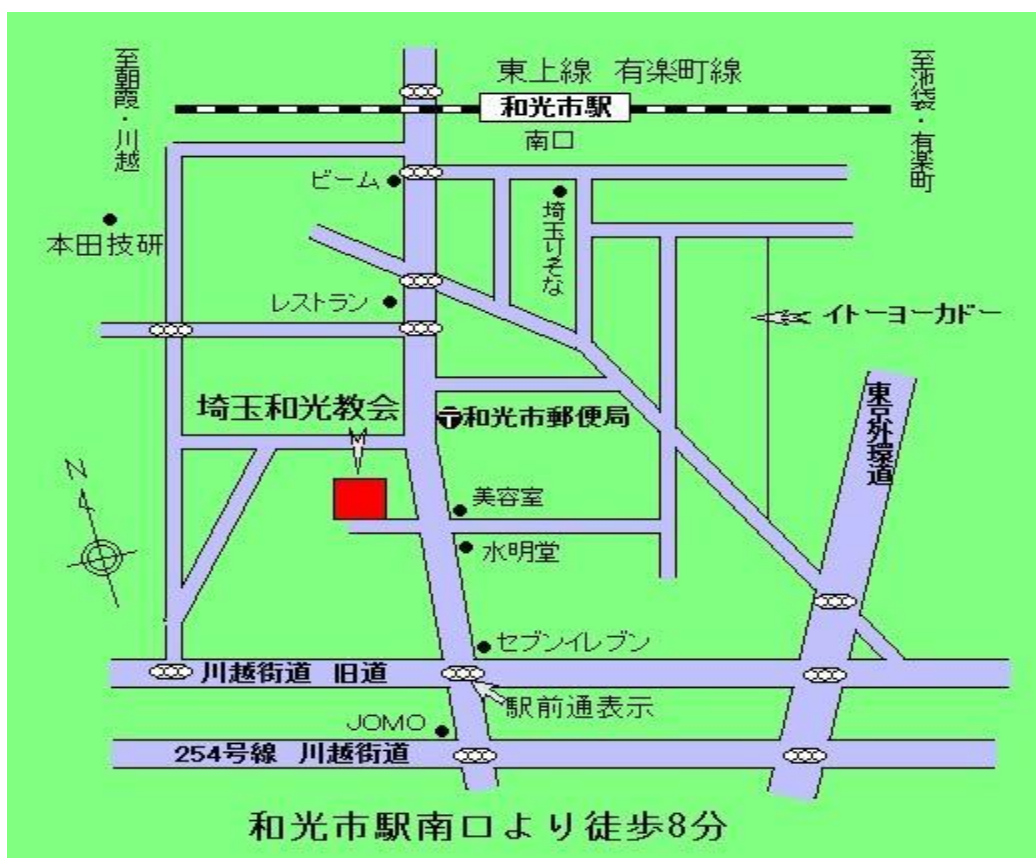 至朝霞・川越
東上線 有楽町線
至池袋・有楽町
和光市駅
南口
ビーム
埼玉りそな
本田技研
レストラン
イトーヨーカドー
埼玉和光教会
〒和光市郵便局
東京外環道
N
美容室
水明堂
セブンイレブン
川越街道 旧道
駅前通表示
JOMO
254号線 川越街道
和光市駅南口より徒歩8分